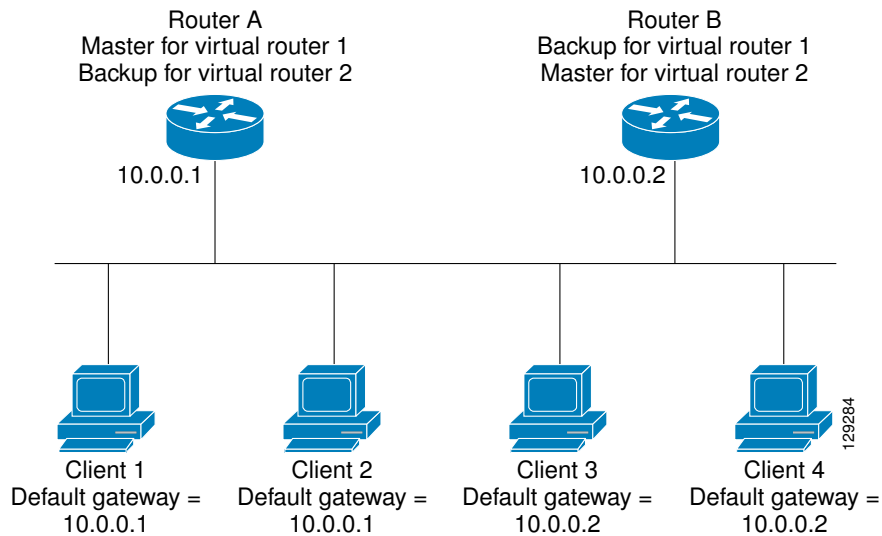 Router A
Master for virtual router 1
Backup for virtual router 2
10.0.0.1
Router B
Backup for virtual router 1
Master for virtual router 2
10.0.0.2
Client 1
Default gateway =
10.0.0.1
Client 2
Default gateway =
10.0.0.1
Client 3
Default gateway =
10.0.0.2
Client 4
Default gateway =
10.0.0.2
129284